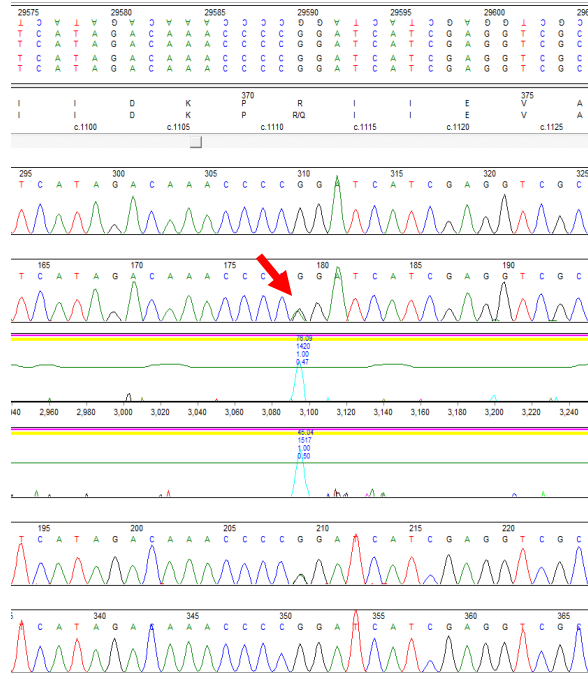 29575 29580 29585 29590 29595 29600
T C A T A G A C A A A C C C C G G A T C A T C G A G G T C G C
T C A T A G A C A A A C C C C G G A T C A T C G A G G T C G C
T C A T A G A C A A A C C C C G G A T C A T C G A G G T C G C
T C A T A G A C A A A C C C C G G A T C A T C G A G G T C G C
370 375
I I D K P R I I E V A
I I D K P R/Q I I E V A
c.1100 c.1105 c.1110 c.1115 c.1120 c.1125
295 300 305 310 315 320 325
T C A T A G A C A A A C C C C G G A T C A T C G A G G T C G C
165 170 175 180 185 190
T C A T A G A C A A A C C C G G A T C A T C G A G G T C G C
76.09
1420
1.00
0.47
2,960 2,980 3,000 3,020 3,040 3,060 3,080 3,100 3,120 3,140 3,160 3,180 3,200 3,220 3,240
45.04
1517
1.00
0.50
195 200 205 210 215 220
T C A T A G A C A A A C C C C G G A T C A T C G A G G T C G C
340 345 350 355 360 365
C A T A G A C A A A C C C C G G A T C A T C G A G G T C G C